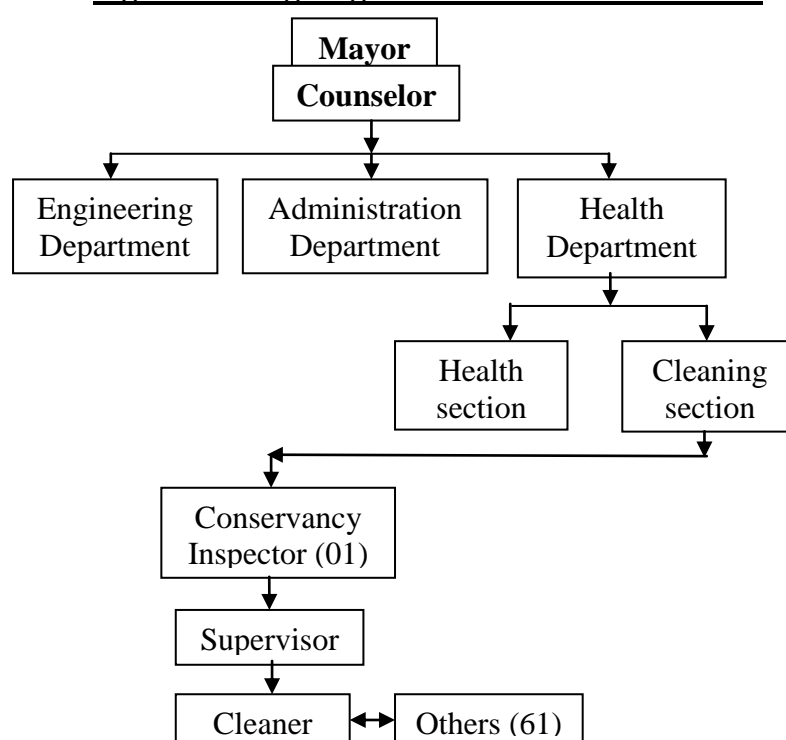 Mayor
Counselor
Engineering
Department
Administration
Department
Health
Department
Health
section
Cleaning
section
Conservancy
Inspector (01)
Supervisor
Cleaner
Others (61)